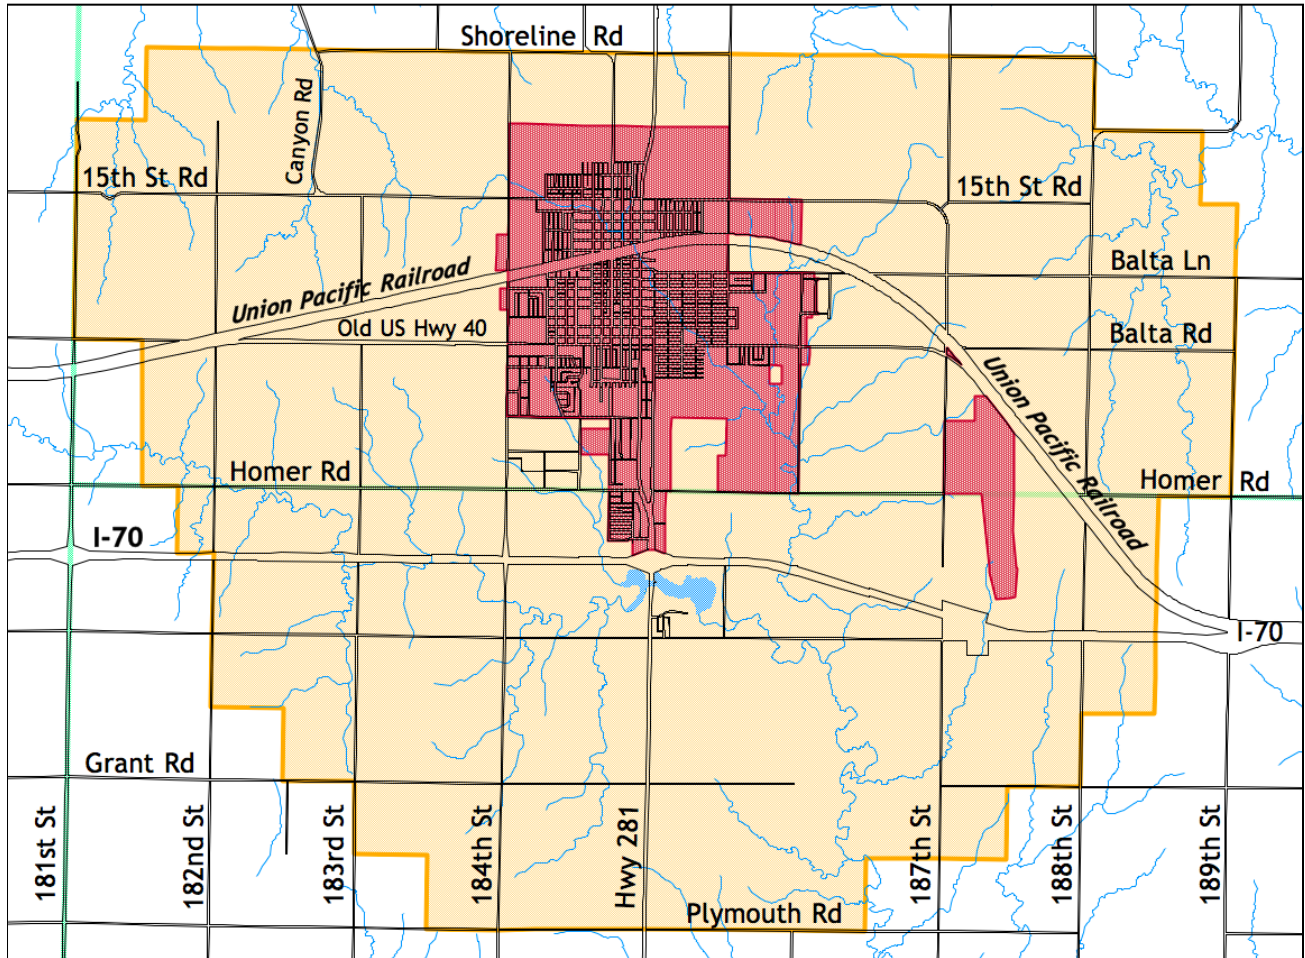 Shoreline Rd
Canyon Rd
15th St Rd
15th St Rd
Balta Ln
Union Pacific Railroad
Old US Hwy 40
Balta Rd
Union Pacific Railroad
Homer Rd
Homer Rd
I-70
I-70
Grant Rd
181st St
182nd St
183rd St
184th St
Hwy 281
187th St
188th St
189th St
Plymouth Rd